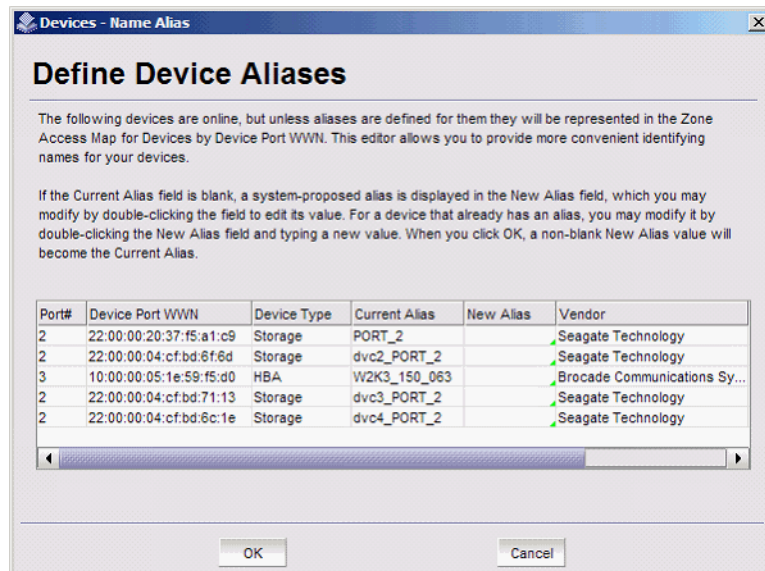 Devices - Name Alias
Define Device Aliases
The following devices are online, but unless aliases are defined for them they will be represented in the Zone
Access Map for Devices by Device Port WWN. This editor allows you to provide more convenient identifying
names for your devices.
If the Current Alias field is blank, a system-proposed alias is displayed in the New Alias field, which you may
modify by double-clicking the field to edit its value. For a device that already has an alias, you may modify it by
double-clicking the New Alias field and typing a new value. When you click OK, a non-blank New Alias value will
become the Current Alias.
Port# Device Port WWN Device Type Current Alias New Alias Vendor
2 22:00:00:20:37:f5:a1:c9 Storage PORT_2 Seagate Technology
2 22:00:00:04:cf:bd:6f:6d Storage dvc2_PORT_2 Seagate Technology
3 10:00:00:05:1e:59:f5:d0 HBA W2K3_150_063 Brocade Communications Sy...
2 22:00:00:04:cf:bd:71:13 Storage dvc3_PORT_2 Seagate Technology
2 22:00:00:04:cf:bd:6c:1e Storage dvc4_PORT_2 Seagate Technology
OK Cancel